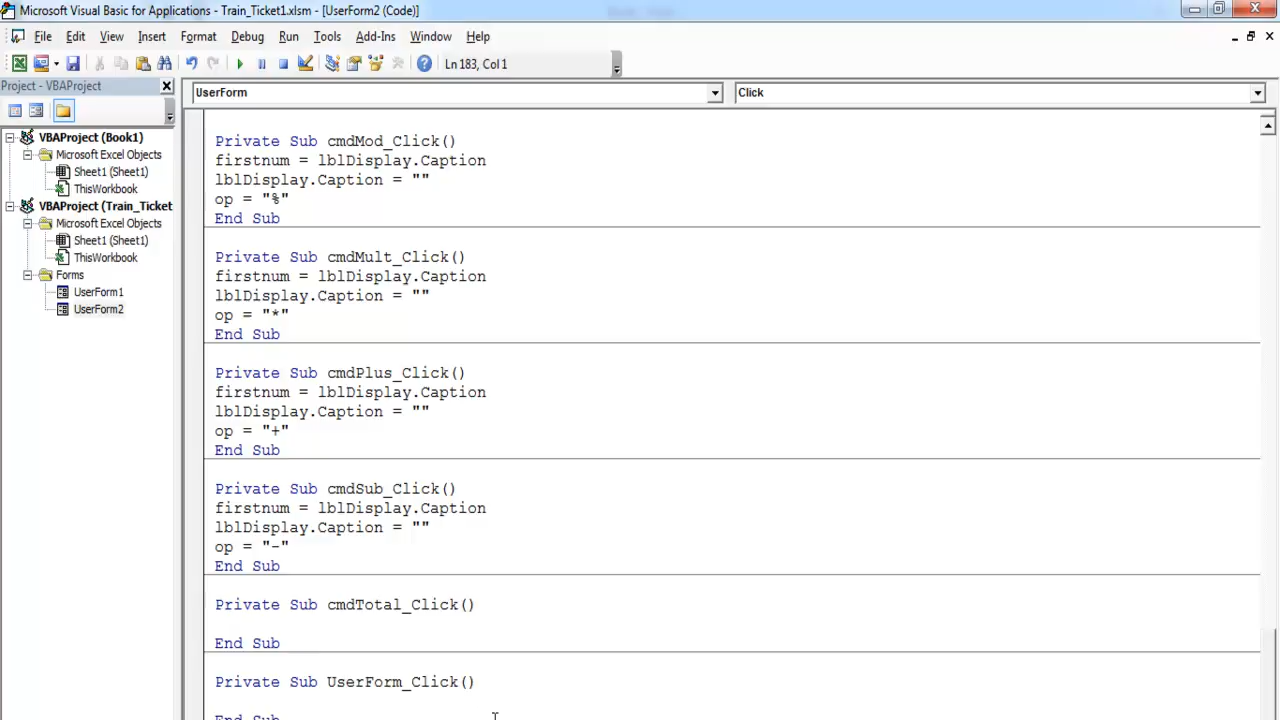 Microsoft Visual Basic for Applications - Train_Ticket1.xlsm - [UserForm2 (Code)]
File Edit View Insert Format Debug Run Tools Add-Ins Window Help
Ln 183, Col 1
Project - VBAProject
UserForm
Click
VBAProject (Book1)
Microsoft Excel Objects
Sheet1 (Sheet1)
ThisWorkbook
VBAProject (Train_Ticket
Microsoft Excel Objects
Sheet1 (Sheet1)
ThisWorkbook
Forms
UserForm1
UserForm2
Private Sub cmdMod_Click()
firstnum = lblDisplay.Caption
lblDisplay.Caption = ""
op = "%"
End Sub
Private Sub cmdMult_Click()
firstnum = lblDisplay.Caption
lblDisplay.Caption = ""
op = "*"
End Sub
Private Sub cmdPlus_Click()
firstnum = lblDisplay.Caption
lblDisplay.Caption = ""
op = "+"
End Sub
Private Sub cmdSub_Click()
firstnum = lblDisplay.Caption
lblDisplay.Caption = ""
op = "-"
End Sub
Private Sub cmdTotal_Click()
End Sub
Private Sub UserForm_Click()
End Sub